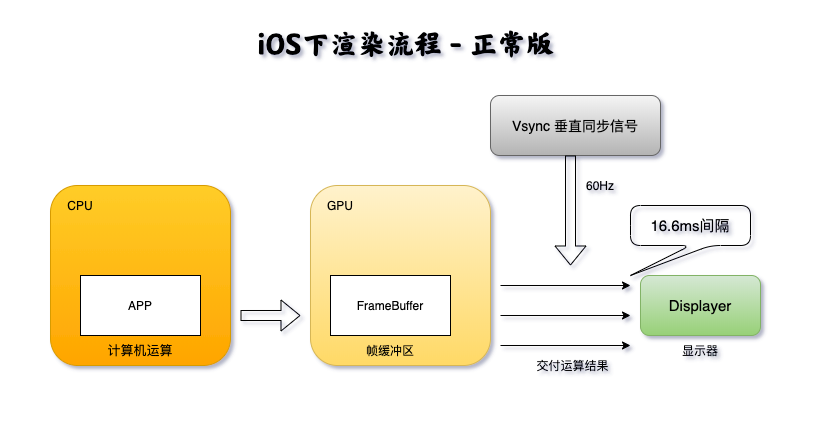 iOS下渲染流程 - 正常版
Vsync 垂直同步信号
60Hz
CPU
GPU
16.6ms间隔
APP
FrameBuffer
Displayer
计算机运算
帧缓冲区
显示器
交付运算结果